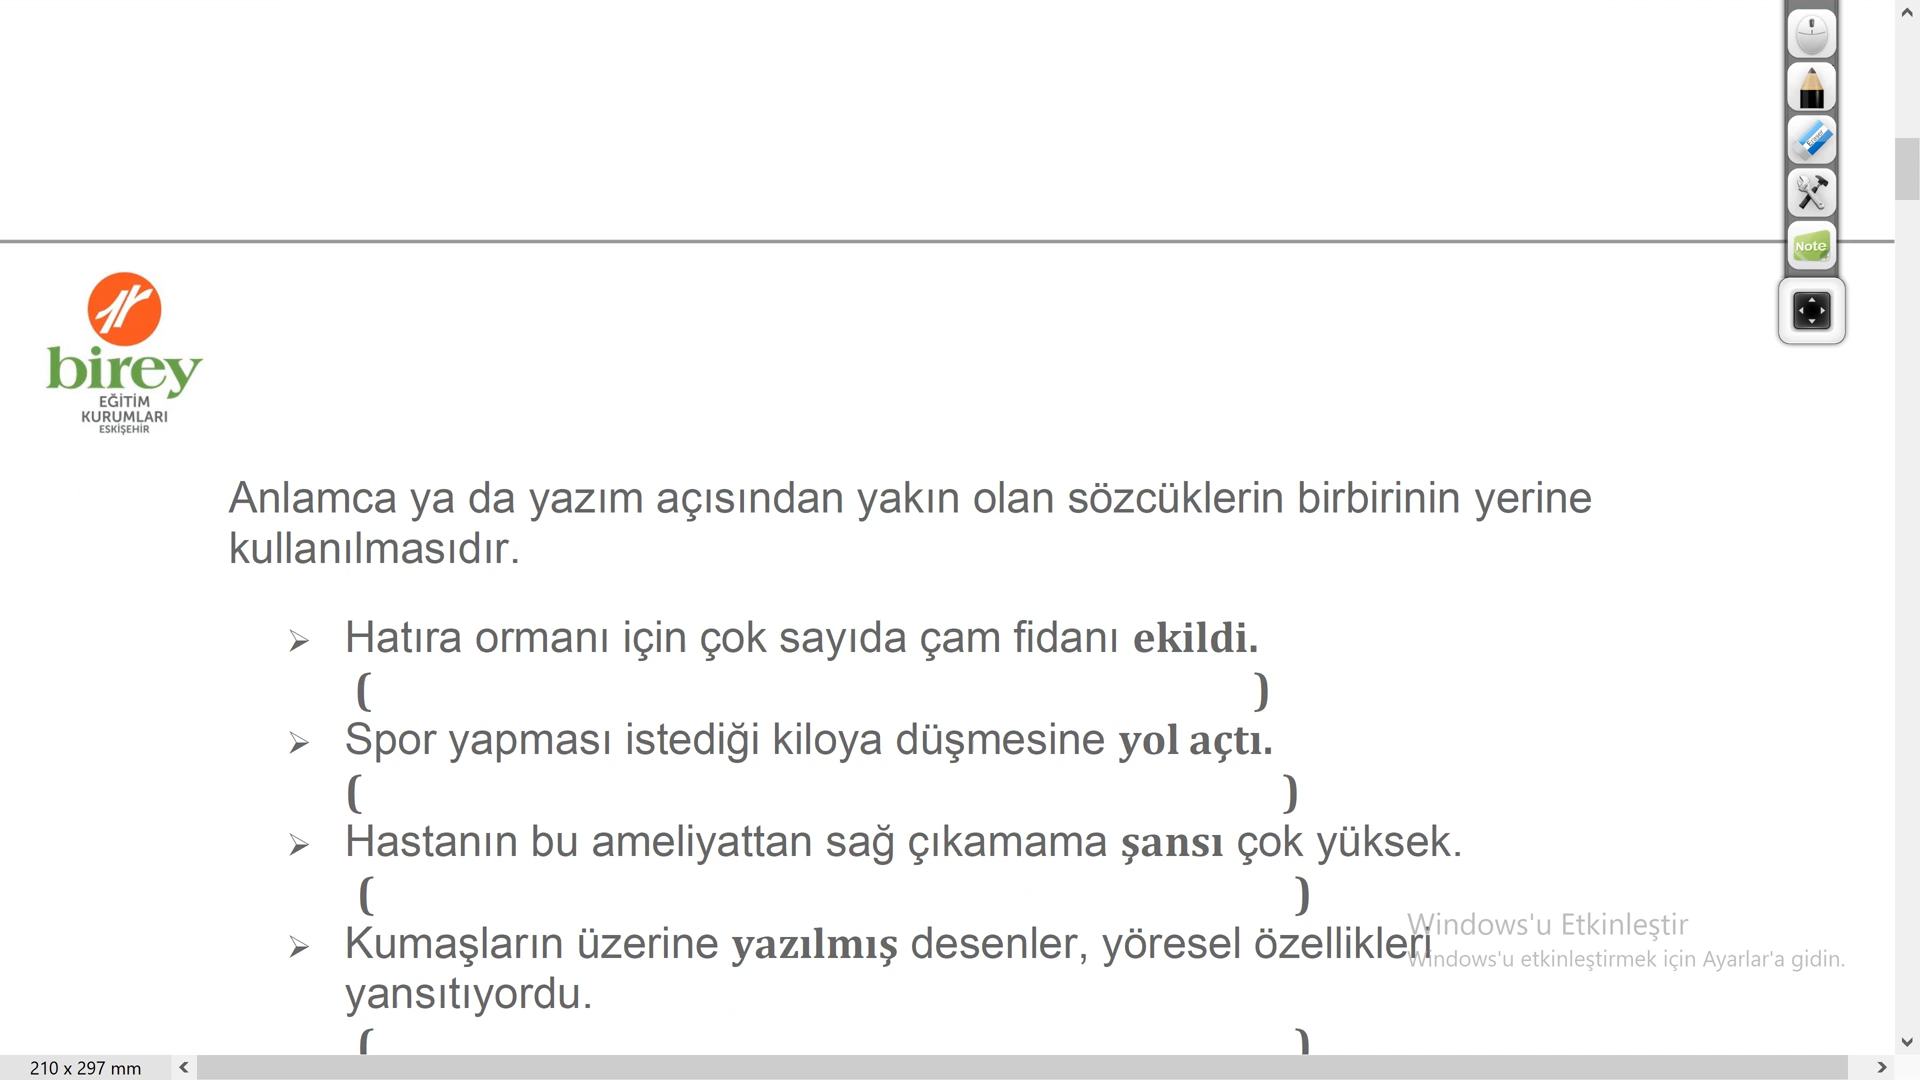 Note
birey
EĞİTİM
KURUMLARI
ESKİŞEHİR
Anlamca ya da yazım açısından yakın olan sözcüklerin birbirinin yerine
kullanılmasıdır.
➢ Hatıra ormanı için çok sayıda çam fidanı ekildi.
( )
➢ Spor yapması istediği kiloya düşmesine yol açtı.
( )
➢ Hastanın bu ameliyattan sağ çıkamama şansı çok yüksek.
( )
➢ Kumaşların üzerine yazılmış desenler, yöresel özellikleri
yansıtıyordu.
( )
Windows'u Etkinleştir
Windows'u etkinleştirmek için Ayarlar'a gidin.
210 x 297 mm